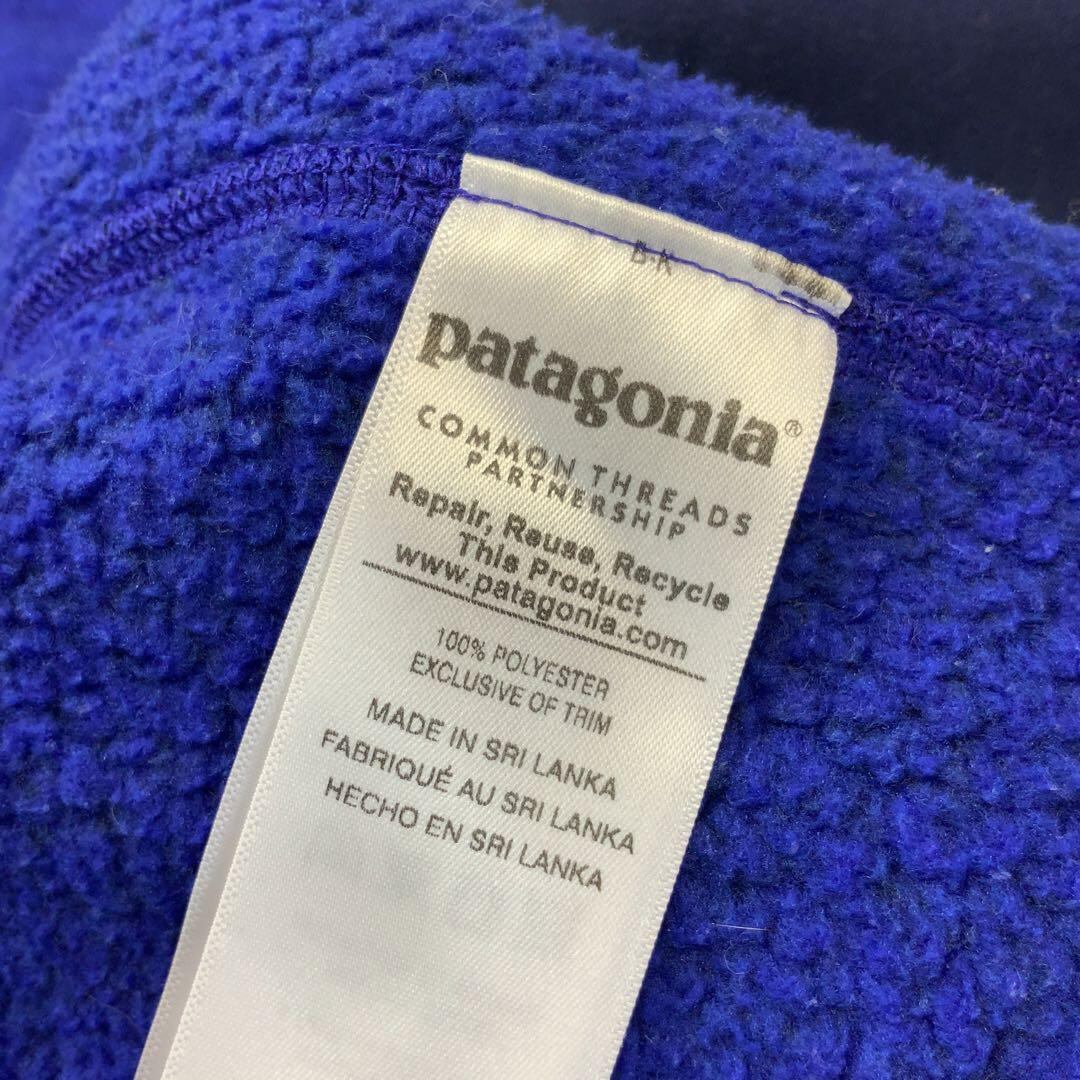 patagonia®
COMMON THREADS
PARTNERSHIP
Repair, Reuse, Recycle
This Product
www.patagonia.com
100% POLYESTER
EXCLUSIVE OF TRIM
MADE IN SRI LANKA
FABRIQUÉ AU SRI LANKA
HECHO EN SRI LANKA